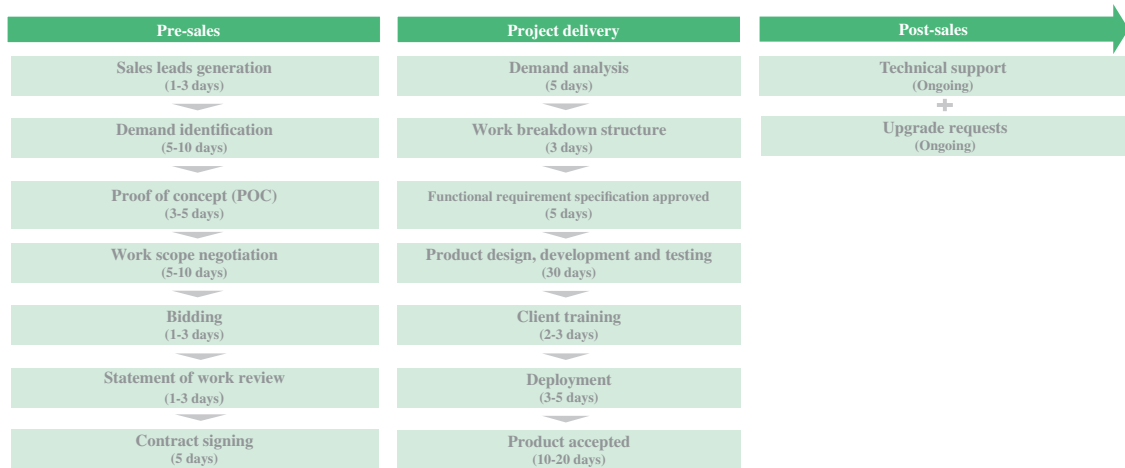 Pre-sales
Sales leads generation
(1-3 days)
Demand identification
(5-10 days)
Proof of concept (POC)
(3-5 days)
Work scope negotiation
(5-10 days)
Bidding
(1-3 days)
Statement of work review
(1-3 days)
Contract signing
(5 days)
Project delivery
Demand analysis
(5 days)
Work breakdown structure
(3 days)
Functional requirement specification approved
(5 days)
Product design, development and testing
(30 days)
Client training
(2-3 days)
Deployment
(3-5 days)
Product accepted
(10-20 days)
Post-sales
Technical support
(Ongoing)
Upgrade requests
(Ongoing)